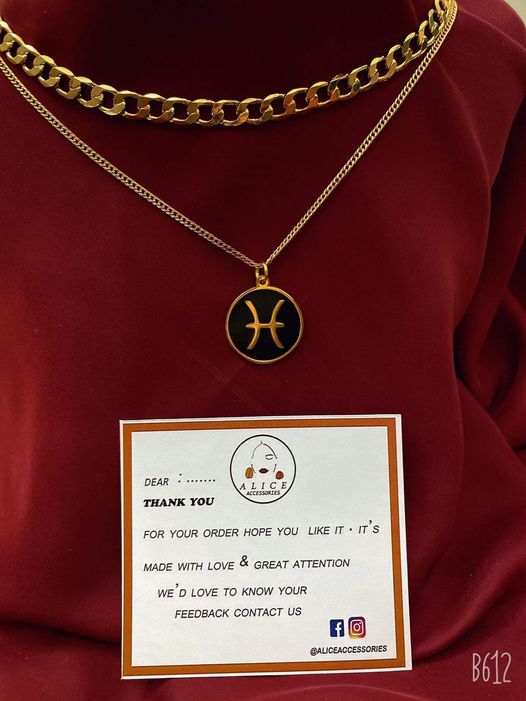 DEAR : .......
ALICE
ACCESSORIES
THANK YOU
FOR YOUR ORDER HOPE YOU LIKE IT · IT'S
MADE WITH LOVE & GREAT ATTENTION
WE'D LOVE TO KNOW YOUR
FEEDBACK CONTACT US
@ALICEACCESSORIES
B612